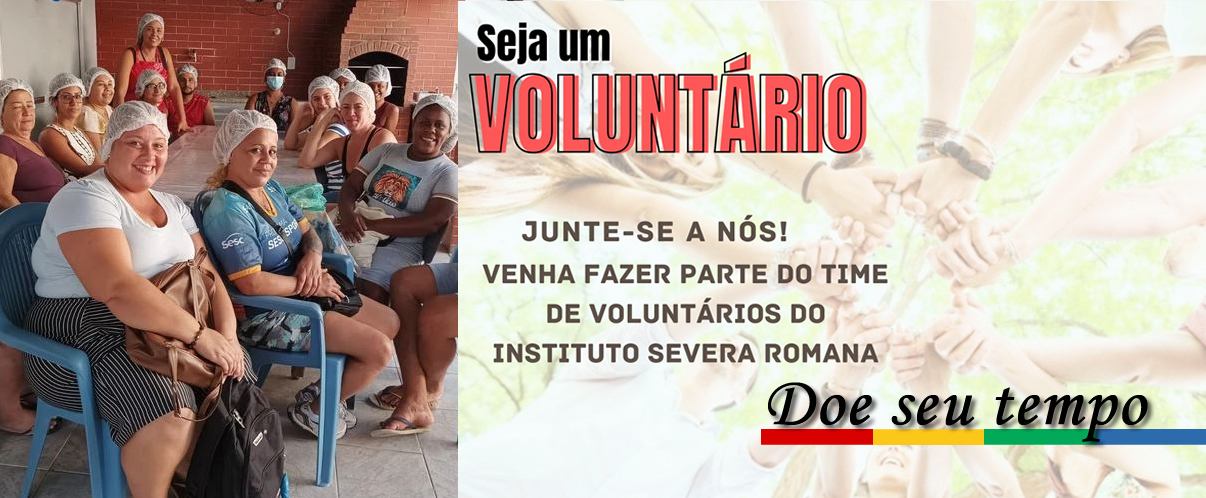 Seja um
VOLUNTÁRIO
JUNTE-SE A NÓS!
VENHA FAZER PARTE DO TIME
DE VOLUNTÁRIOS DO
INSTITUTO SEVERA ROMANA
Doe seu tempo
Sesc